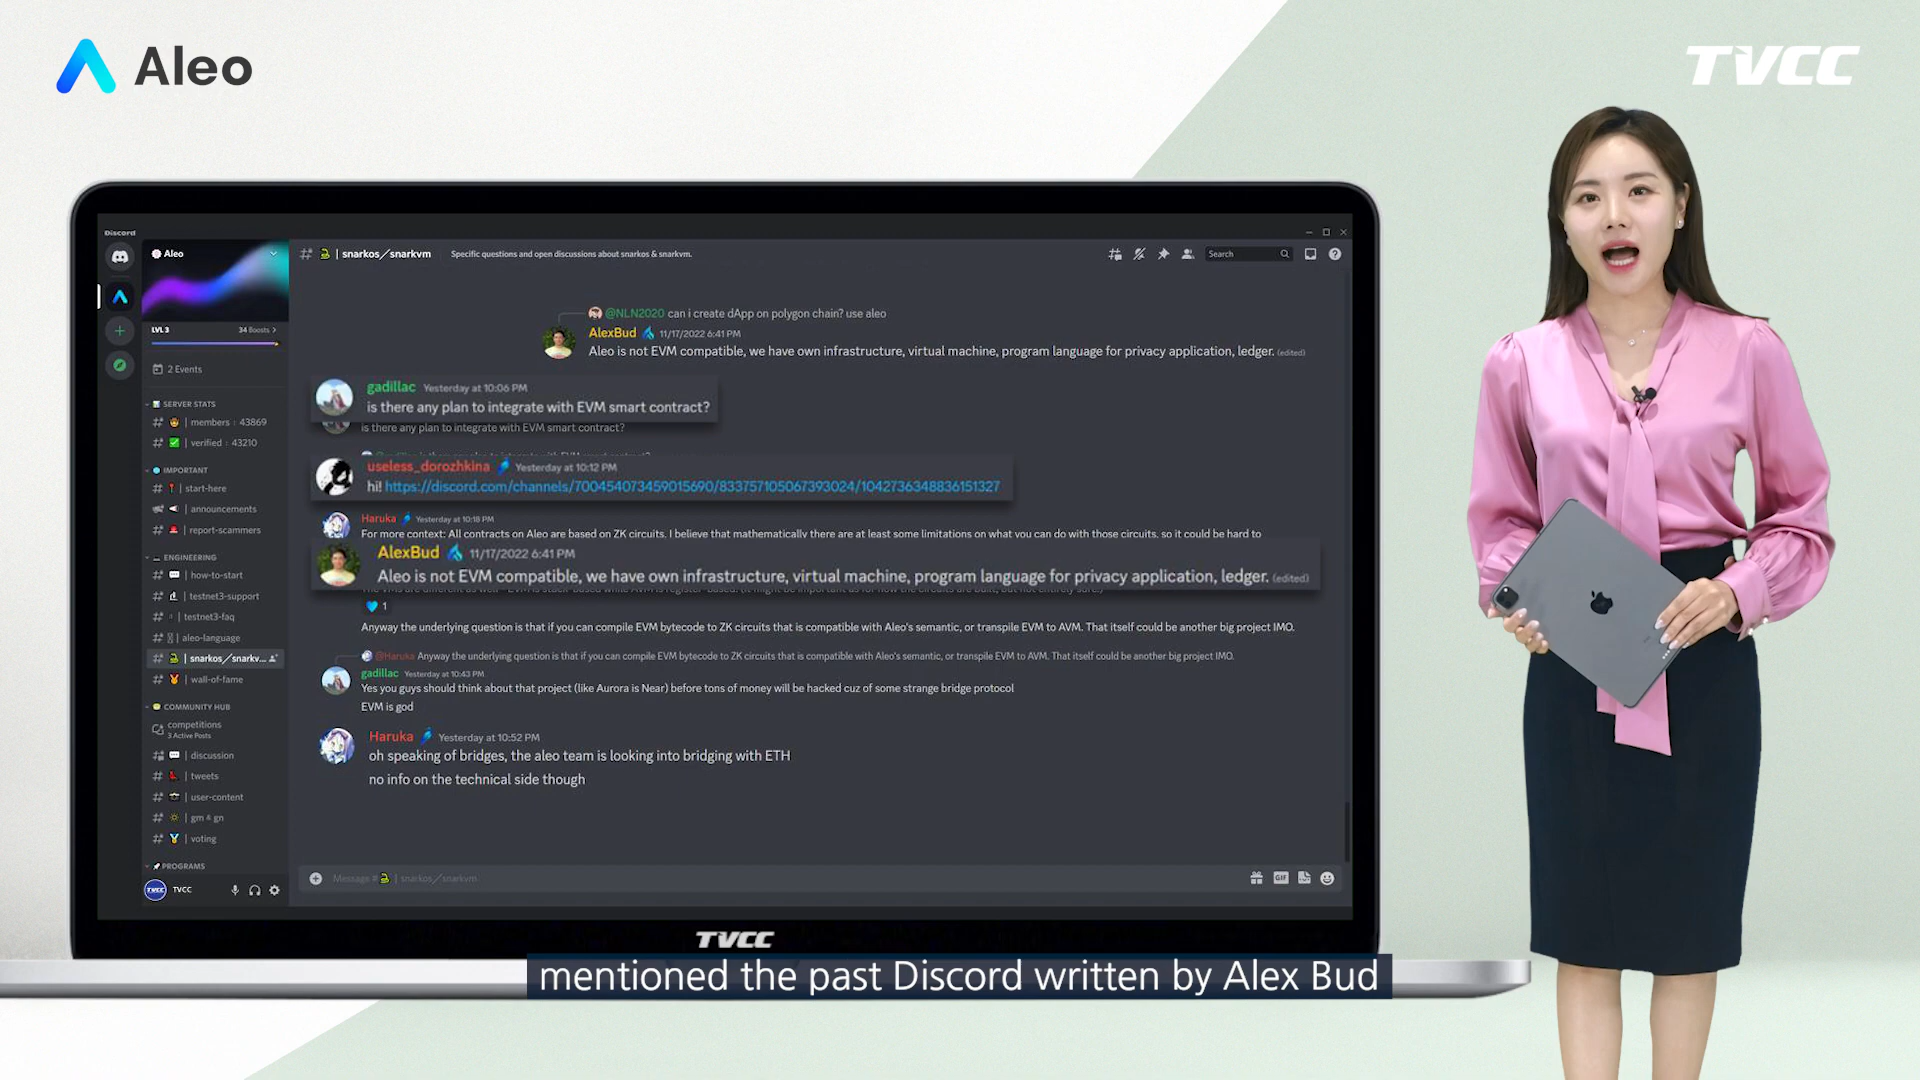 Aleo
TVCC
Discord
Aleo
LVL 3
34 Boosts
2 Events
SERVER STATS
members : 43869
verified : 43210
IMPORTANT
start-here
announcements
report-scammers
ENGINEERING
how-to-start
testnet3-support
testnet3-faq
aleo-language
snarkos/snarkv...
wall-of-fame
COMMUNITY HUB
competitions
3 Active Posts
discussion
tweets
user-content
gm & gn
voting
PROGRAMS
TVCC
TVCC
# | snarkos/snarkvm Specific questions and open discussions about snarkos & snarkvm.
Search
@NLN2020 can i create dApp on polygon chain? use aleo
AlexBud 11/17/2022 6:41 PM
Aleo is not EVM compatible, we have own infrastructure, virtual machine, program language for privacy application, ledger. (edited)
gadillac Yesterday at 10:06 PM
is there any plan to integrate with EVM smart contract?
is there any plan to integrate with EVM smart contract?
useless_dorozhkina Yesterday at 10:12 PM
hi! https://discord.com/channels/700454073459015690/833757105067393024/1042736348836151327
Haruka Yesterday at 10:18 PM
For more context: All contracts on Aleo are based on ZK circuits. I believe that mathematically there are at least some limitations on what you can do with those circuits, so it could be hard to
AlexBud 11/17/2022 6:41 PM
Aleo is not EVM compatible, we have own infrastructure, virtual machine, program language for privacy application, ledger. (edited)
1
Anyway the underlying question is that if you can compile EVM bytecode to ZK circuits that is compatible with Aleo's semantic, or transpile EVM to AVM. That itself could be another big project IMO.
@Haruka Anyway the underlying question is that if you can compile EVM bytecode to ZK circuits that is compatible with Aleo's semantic, or transpile EVM to AVM. That itself could be another big project IMO.
gadillac Yesterday at 10:43 PM
Yes you guys should think about that project (like Aurora is Near) before tons of money will be hacked cuz of some strange bridge protocol
EVM is god
Haruka Yesterday at 10:52 PM
oh speaking of bridges, the aleo team is looking into bridging with ETH
no info on the technical side though
Message # | snarkos/snarkvm
GIF
TVCC
mentioned the past Discord written by Alex Bud